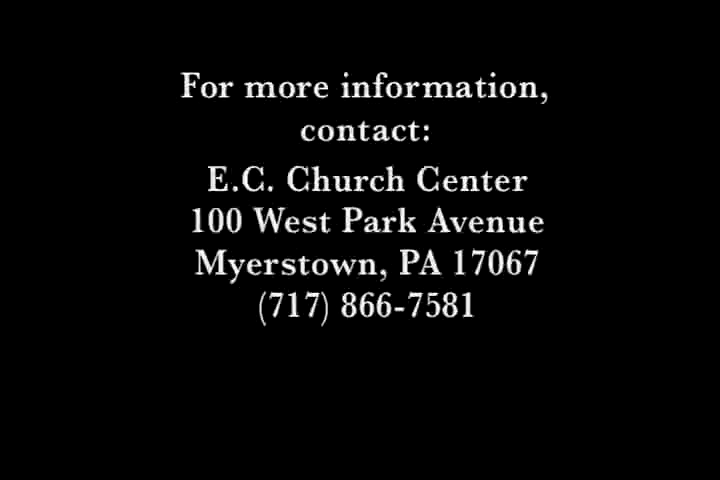 For more information,
contact:
E.C. Church Center
100 West Park Avenue
Myerstown, PA 17067
(717) 866-7581